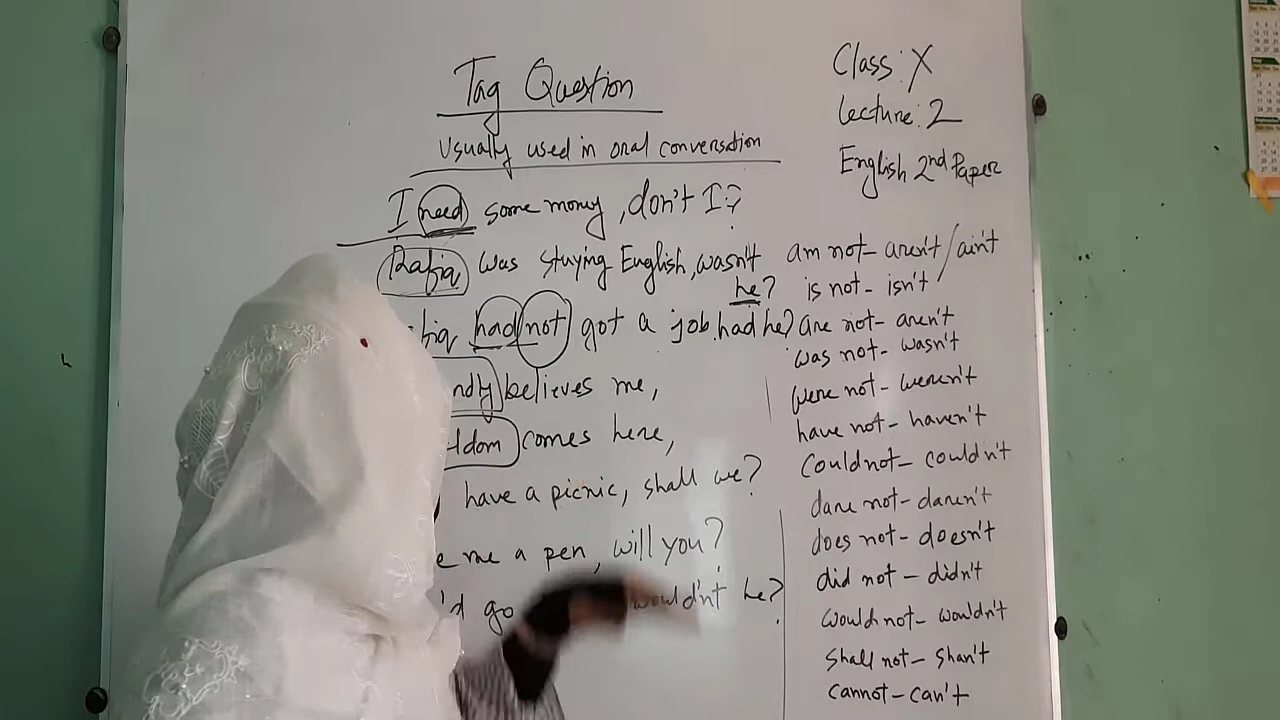 Tag Question
Usually used in oral conversation
I need some money, don't I?
Rafiq was stuying English, wasn't
he?
had not got a job, had he?
believes me,
comes here,
have a picnic, shall we?
me a pen, will you?
'd go wouldn't he?
Class: X
Lecture: 2
English 2nd Paper
am not - aren't / ain't
is not - isn't
are not - aren't
was not - wasn't
were not - weren't
have not - haven't
Could not - couldn't
dare not - daren't
does not - doesn't
did not - didn't
would not - wouldn't
shall not - shan't
cannot - can't